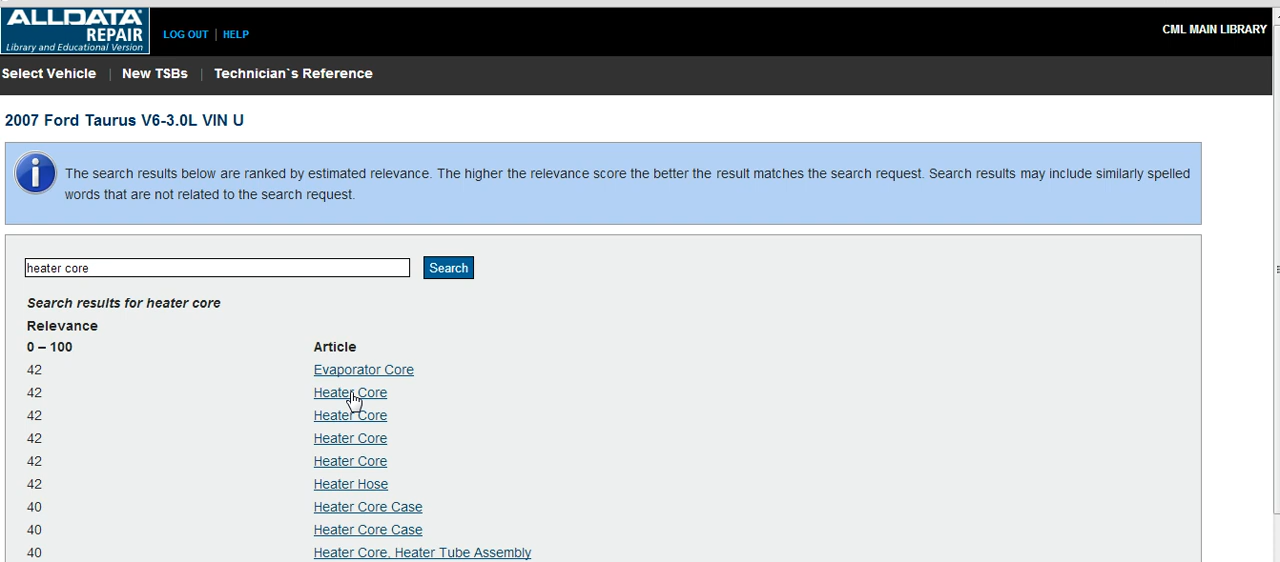 ALLDATA®
REPAIR
Library and Educational Version
LOG OUT | HELP
CML MAIN LIBRARY
Select Vehicle | New TSBs | Technician`s Reference
2007 Ford Taurus V6-3.0L VIN U
The search results below are ranked by estimated relevance. The higher the relevance score the better the result matches the search request. Search results may include similarly spelled
words that are not related to the search request.
heater core Search
Search results for heater core
Relevance
0 – 100 Article
42 Evaporator Core
42 Heater Core
42 Heater Core
42 Heater Core
42 Heater Core
42 Heater Hose
40 Heater Core Case
40 Heater Core Case
40 Heater Core, Heater Tube Assembly